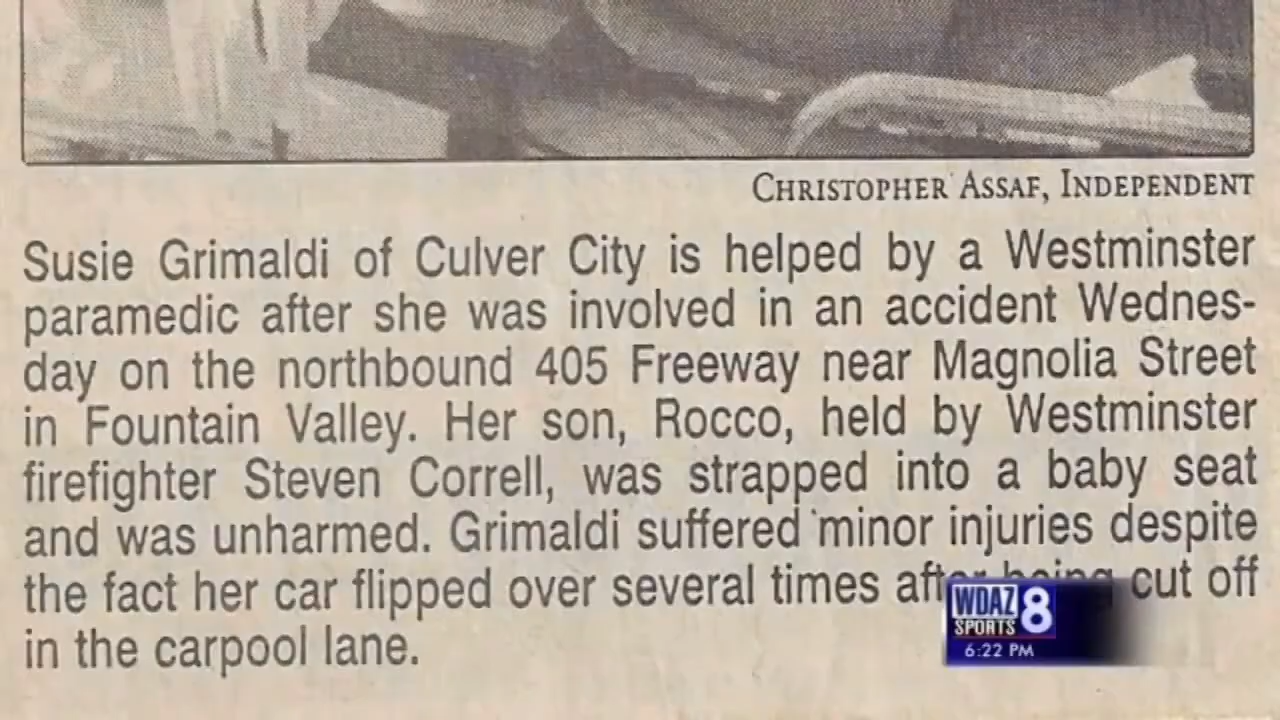 CHRISTOPHER ASSAF, INDEPENDENT
Susie Grimaldi of Culver City is helped by a Westminster
paramedic after she was involved in an accident Wednes-
day on the northbound 405 Freeway near Magnolia Street
in Fountain Valley. Her son, Rocco, held by Westminster
firefighter Steven Correll, was strapped into a baby seat
and was unharmed. Grimaldi suffered minor injuries despite
the fact her car flipped over several times after being cut off
in the carpool lane.
WDAZ 8
SPORTS
6:22 PM